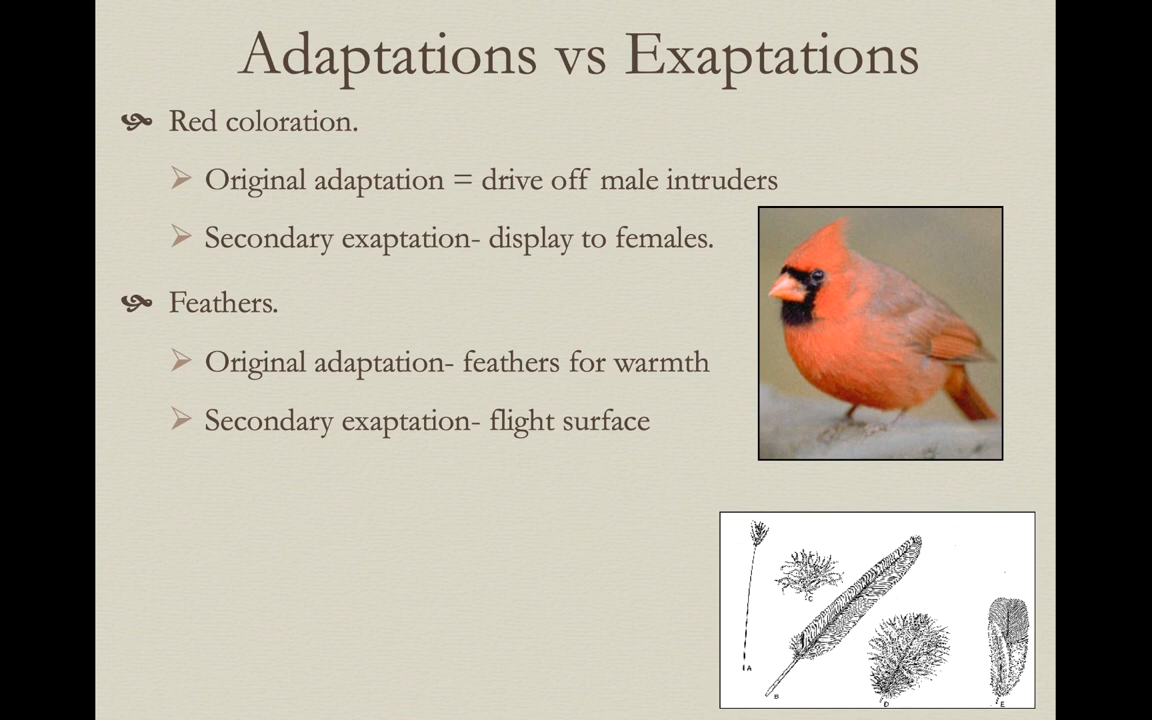 Adaptations vs Exaptations
Red coloration.
Original adaptation = drive off male intruders
Secondary exaptation- display to females.
Feathers.
Original adaptation- feathers for warmth
Secondary exaptation- flight surface
C
A
B
D
E